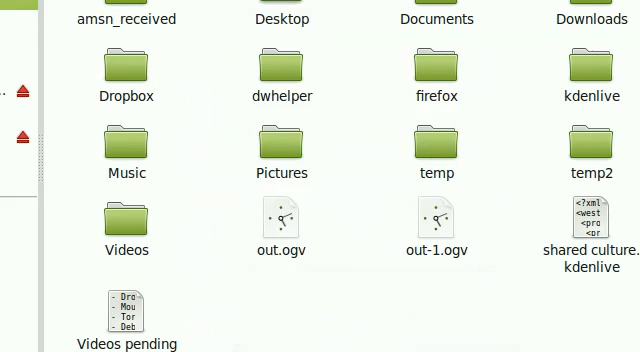 amsn_received Desktop Documents Downloads
Dropbox dwhelper firefox kdenlive
Music Pictures temp temp2
<?xml
<west
<pro
<pr
Videos out.ogv out-1.ogv shared culture.
kdenlive
- Dro
- Mou
- Tor
- Deb
Videos pending